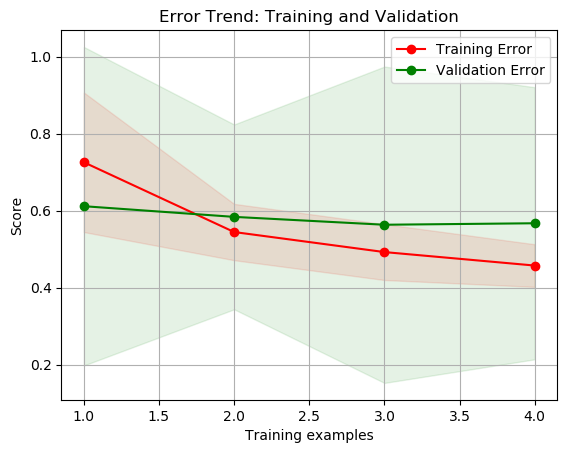 Error Trend: Training and Validation
Training Error
Validation Error
Score
1.0
0.8
0.6
0.4
0.2
1.0 1.5 2.0 2.5 3.0 3.5 4.0
Training examples